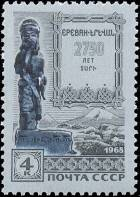 ЕРЕВАН-ԵՐԵՎԱՆ
2750
ЛЕТ
ՏԱՐԻ
1968
4 К
ПОЧТА СССР